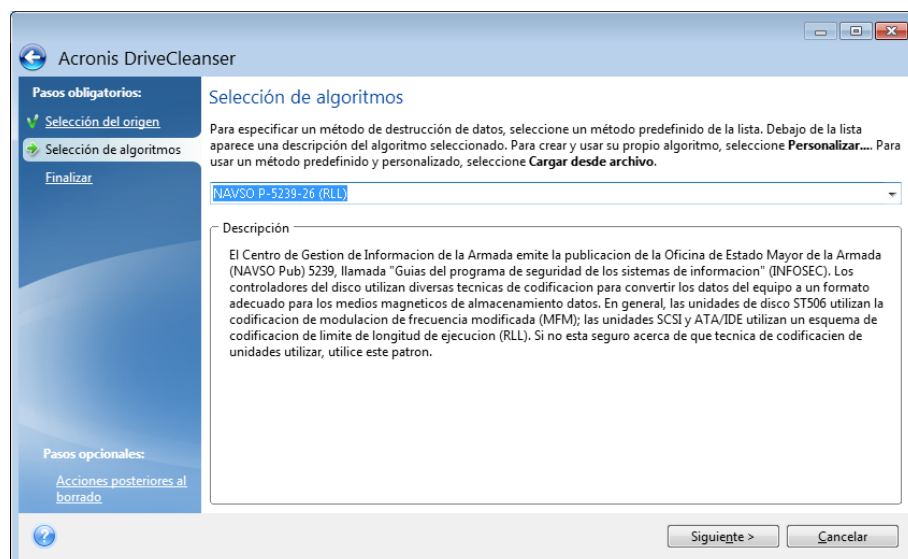 Acronis DriveCleanser
Pasos obligatorios:
Selección del origen
Selección de algoritmos
Finalizar
Pasos opcionales:
Acciones posteriores al
borrado
Selección de algoritmos
Para especificar un método de destrucción de datos, seleccione un método predefinido de la lista. Debajo de la lista
aparece una descripción del algoritmo seleccionado. Para crear y usar su propio algoritmo, seleccione Personalizar.... Para
usar un método predefinido y personalizado, seleccione Cargar desde archivo.
NAVSO P-5239-26 (RLL)
Descripción
El Centro de Gestion de Informacion de la Armada emite la publicacion de la Oficina de Estado Mayor de la Armada
(NAVSO Pub) 5239, llamada "Guias del programa de seguridad de los sistemas de informacion" (INFOSEC). Los
controladores del disco utilizan diversas tecnicas de codificacion para convertir los datos del equipo a un formato
adecuado para los medios magneticos de almacenamiento datos. En general, las unidades de disco ST506 utilizan la
codificacion de modulacion de frecuencia modificada (MFM); las unidades SCSI y ATA/IDE utilizan un esquema de
codificacion de limite de longitud de ejecucion (RLL). Si no esta seguro acerca de que tecnica de codificacien de
unidades utilizar, utilice este patron.
Siguiente >
Cancelar